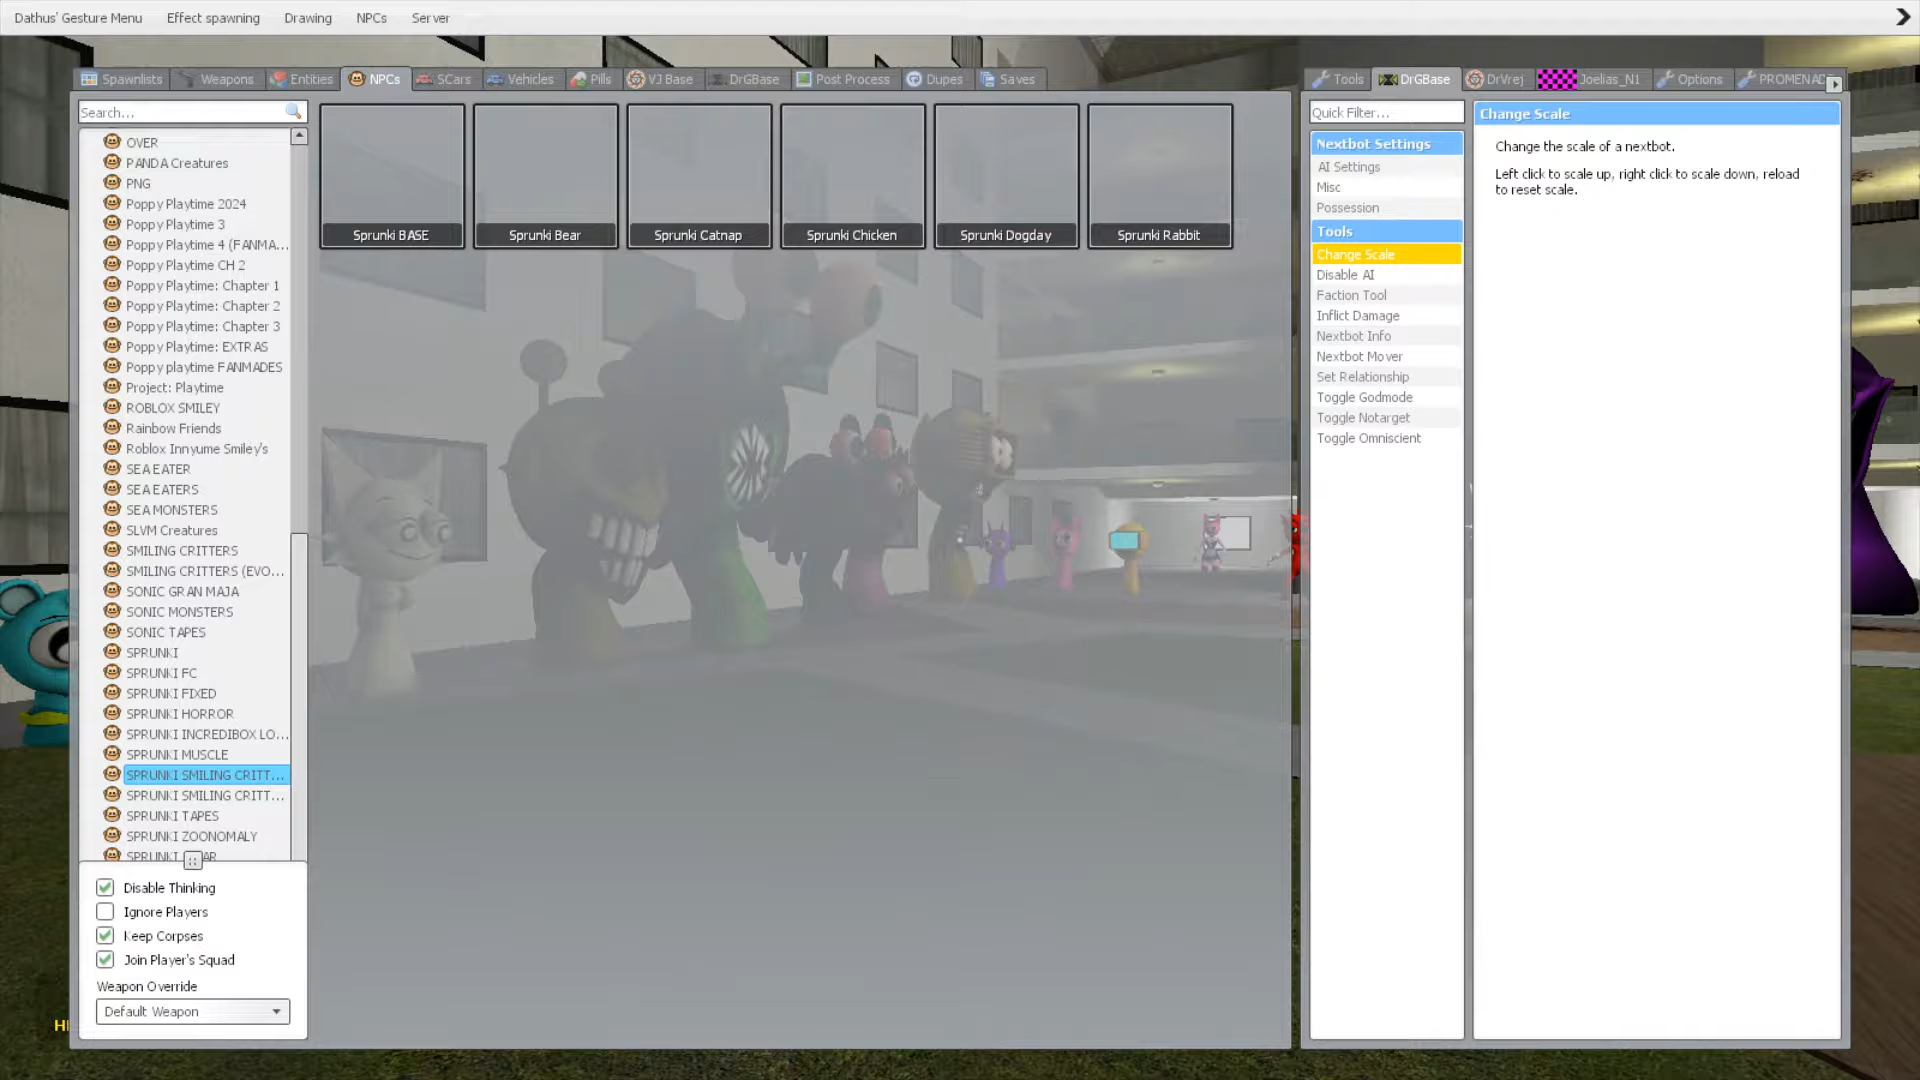 Dathus' Gesture Menu
Effect spawning
Drawing
NPCs
Server
Spawnlists
Weapons
Entities
NPCs
SCars
Vehicles
Pills
VJ Base
DrGBase
Post Process
Dupes
Saves
Tools
DrGBase
DrVrej
Joelias_N1
Options
PROMENAD
Search...
OVER
PANDA Creatures
PNG
Poppy Playtime 2024
Poppy Playtime 3
Poppy Playtime 4 (FANMA...
Poppy Playtime CH 2
Poppy Playtime: Chapter 1
Poppy Playtime: Chapter 2
Poppy Playtime: Chapter 3
Poppy Playtime: EXTRAS
Poppy playtime FANMADES
Project: Playtime
ROBLOX SMILEY
Rainbow Friends
Roblox Innyume Smiley's
SEA EATER
SEA EATERS
SEA MONSTERS
SLVM Creatures
SMILING CRITTERS
SMILING CRITTERS (EVO...
SONIC GRAN MAJA
SONIC MONSTERS
SONIC TAPES
SPRUNKI
SPRUNKI FC
SPRUNKI FIXED
SPRUNKI HORROR
SPRUNKI INCREDIBOX LO...
SPRUNKI MUSCLE
SPRUNKI SMILING CRITT...
SPRUNKI SMILING CRITT...
SPRUNKI TAPES
SPRUNKI ZOONOMALY
SPRUNKI
Disable Thinking
Ignore Players
Keep Corpses
Join Player's Squad
Weapon Override
Default Weapon
Sprunki BASE
Sprunki Bear
Sprunki Catnap
Sprunki Chicken
Sprunki Dogday
Sprunki Rabbit
Quick Filter...
Nextbot Settings
AI Settings
Misc
Possession
Tools
Change Scale
Disable AI
Faction Tool
Inflict Damage
Nextbot Info
Nextbot Mover
Set Relationship
Toggle Godmode
Toggle Notarget
Toggle Omniscient
Change Scale
Change the scale of a nextbot.
Left click to scale up, right click to scale down, reload
to reset scale.